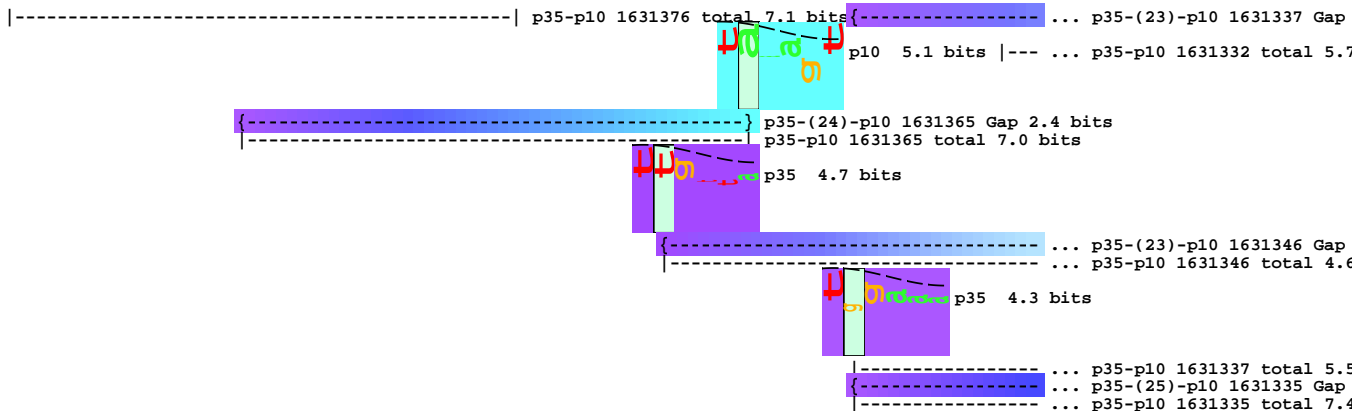 |---------------------------------------| p35-p10 1631376 total 7.1 bits {----------------- ... p35-(23)-p10 1631337 Gap
t a a g t p10 5.1 bits |--- ... p35-p10 1631332 total 5.7
{--------------------------------------} p35-(24)-p10 1631365 Gap 2.4 bits
|--------------------------------------| p35-p10 1631365 total 7.0 bits
t t g p35 4.7 bits
{---------------------------- ... p35-(23)-p10 1631346 Gap
|---------------------------- ... p35-p10 1631346 total 4.6
t g g a a a a p35 4.3 bits
|-------------- ... p35-p10 1631337 total 5.5
{-------------- ... p35-(25)-p10 1631335 Gap
|-------------- ... p35-p10 1631335 total 7.4